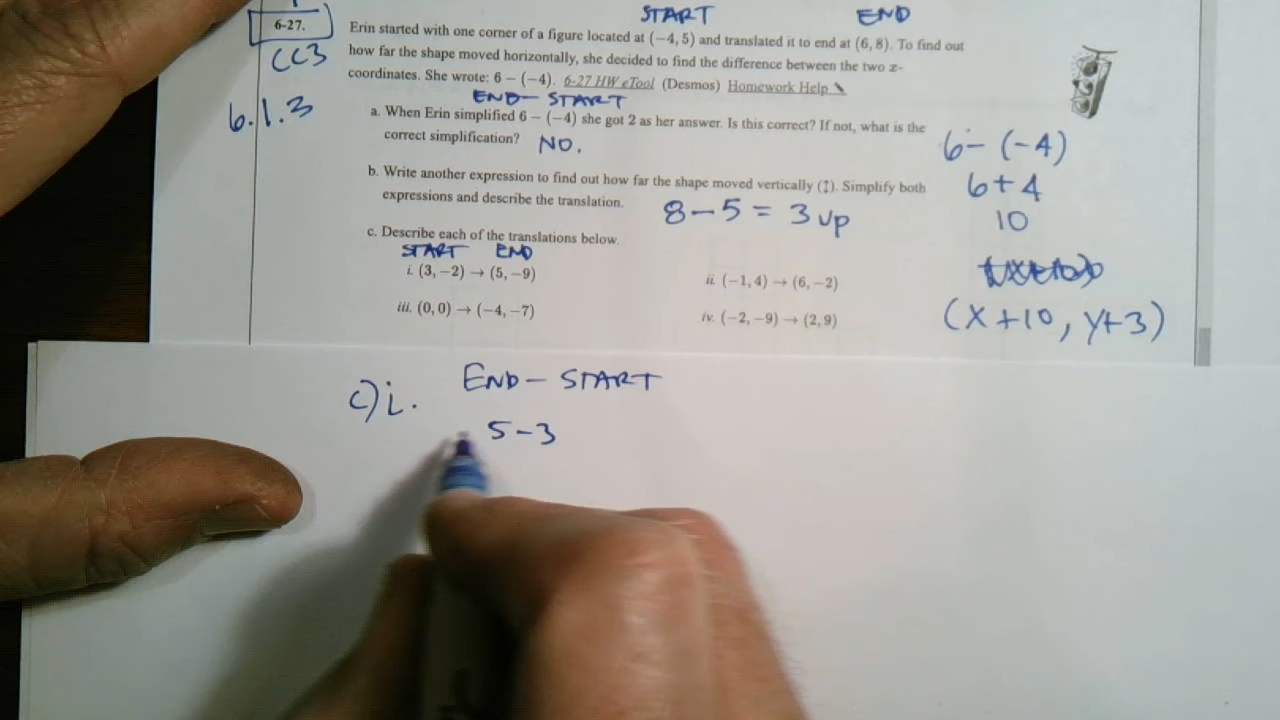 START END
6-27.
CC3
6.1.3
Erin started with one corner of a figure located at (−4, 5) and translated it to end at (6, 8). To find out
how far the shape moved horizontally, she decided to find the difference between the two x-
coordinates. She wrote: 6 − (−4). 6-27 HW eTool (Desmos) Homework Help
END - START
a. When Erin simplified 6 − (−4) she got 2 as her answer. Is this correct? If not, what is the
correct simplification? NO.
6 - (-4)
6+4
10
b. Write another expression to find out how far the shape moved vertically (↕). Simplify both
expressions and describe the translation.
8-5 = 3 up
(x+10, y+3)
c. Describe each of the translations below.
START END
i. (3, −2) → (5, −9) ii. (−1, 4) → (6, −2)
iii. (0, 0) → (−4, −7) iv. (−2, −9) → (2, 9)
c) i. END - START
5-3